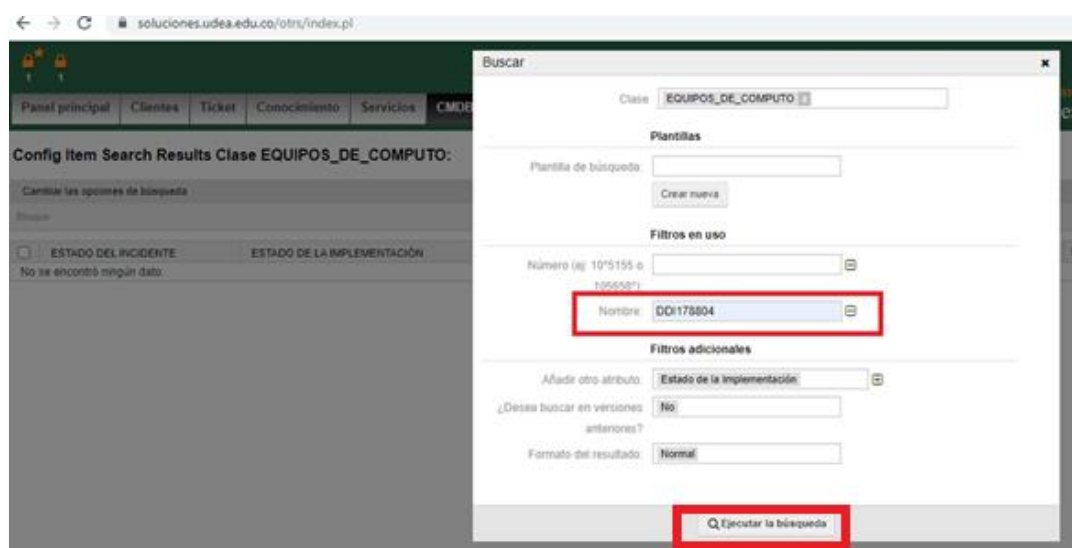 soluciones.udea.edu.co/otrs/index.pl
1 1
Panel principal Clientes Ticket Conocimiento Servicios CMDB
Config Item Search Results Clase EQUIPOS_DE_COMPUTO:
Cambiar las opciones de búsqueda
Bloque
ESTADO DEL INCIDENTE ESTADO DE LA IMPLEMENTACIÓN
No se encontró ningún dato.
Buscar
Clase EQUIPOS_DE_COMPUTO
Plantillas
Plantilla de búsqueda:
Crear nueva
Filtros en uso
Número (ej: 10*5155 o
105658*):
Nombre: DDI178804
Filtros adicionales
Añadir otro atributo: Estado de la Implementación
¿Desea buscar en versiones No
anteriores?
Formato del resultado: Normal
Ejecutar la búsqueda